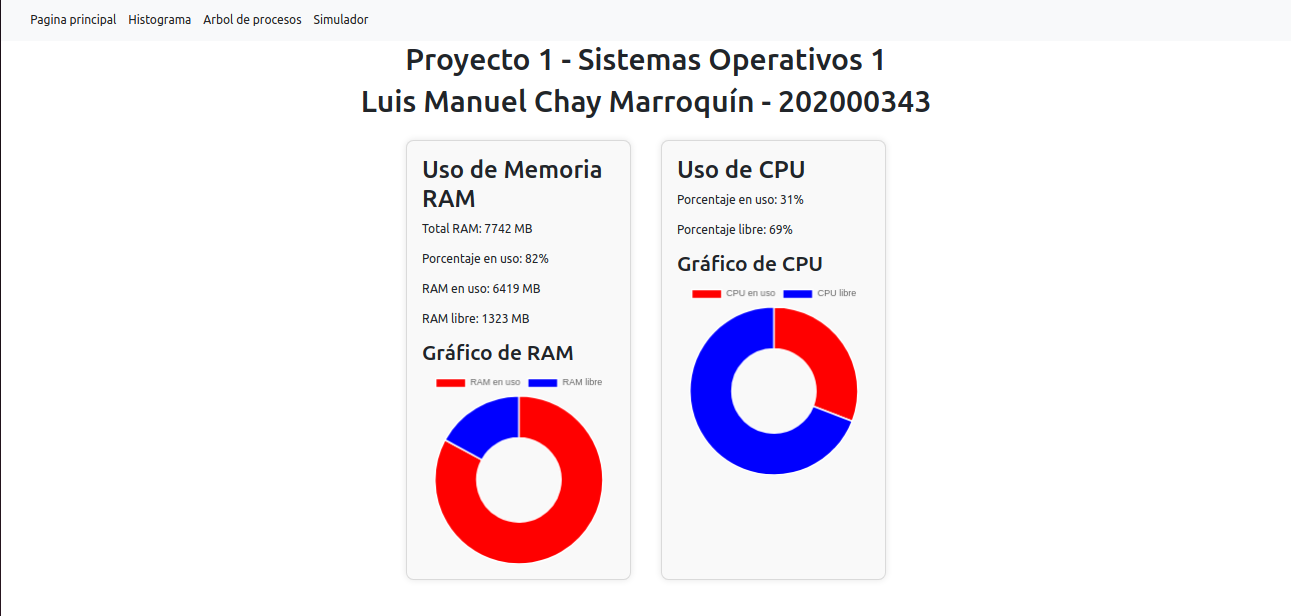 Pagina principal Histograma Arbol de procesos Simulador
Proyecto 1 - Sistemas Operativos 1
Luis Manuel Chay Marroquín - 202000343
Uso de Memoria
RAM
Total RAM: 7742 MB
Porcentaje en uso: 82%
RAM en uso: 6419 MB
RAM libre: 1323 MB
Gráfico de RAM
RAM en uso RAM libre
Uso de CPU
Porcentaje en uso: 31%
Porcentaje libre: 69%
Gráfico de CPU
CPU en uso CPU libre